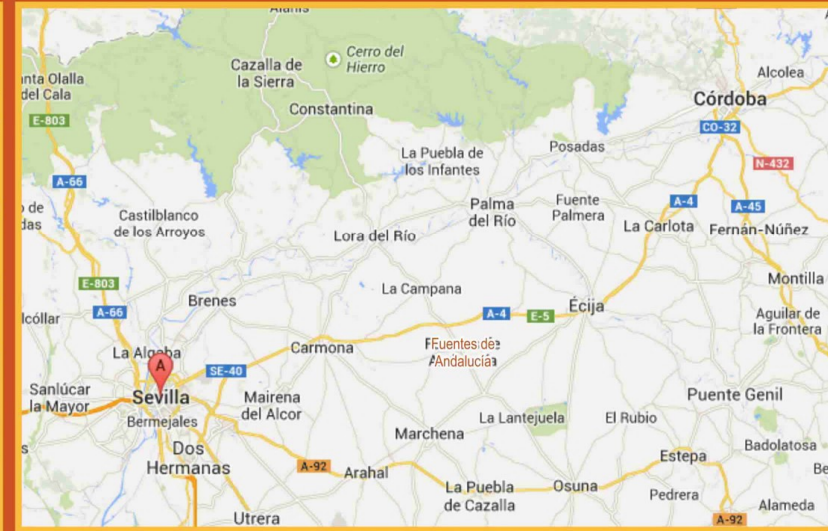 Cerro del
Hierro
Cazalla de
la Sierra
Alcolea
del Cala
Córdoba
Constantina
E-803
CO-32
La Puebla de
los Infantes
Posadas
N-432
A-66
Palma
del Río
Fuente
Palmera
A-4
A-45
Castilblanco
de los Arroyos
La Carlota
Fernán-Núñez
Lora del Río
E-803
Montilla
La Campana
Brenes
Écija
A-66
A-4
E-5
Aguilar de
la Frontera
Carmona
Fuentes de
Andalucía
SE-40
A
Sanlúcar
la Mayor
Sevilla
Mairena
del Alcor
Puente Genil
Bermejales
La Lantejuela
El Rubio
Marchena
Dos
Hermanas
Badolatosa
Estepa
A-92
Arahal
La Puebla
de Cazalla
Osuna
Pedrera
Alameda
Utrera
A-92